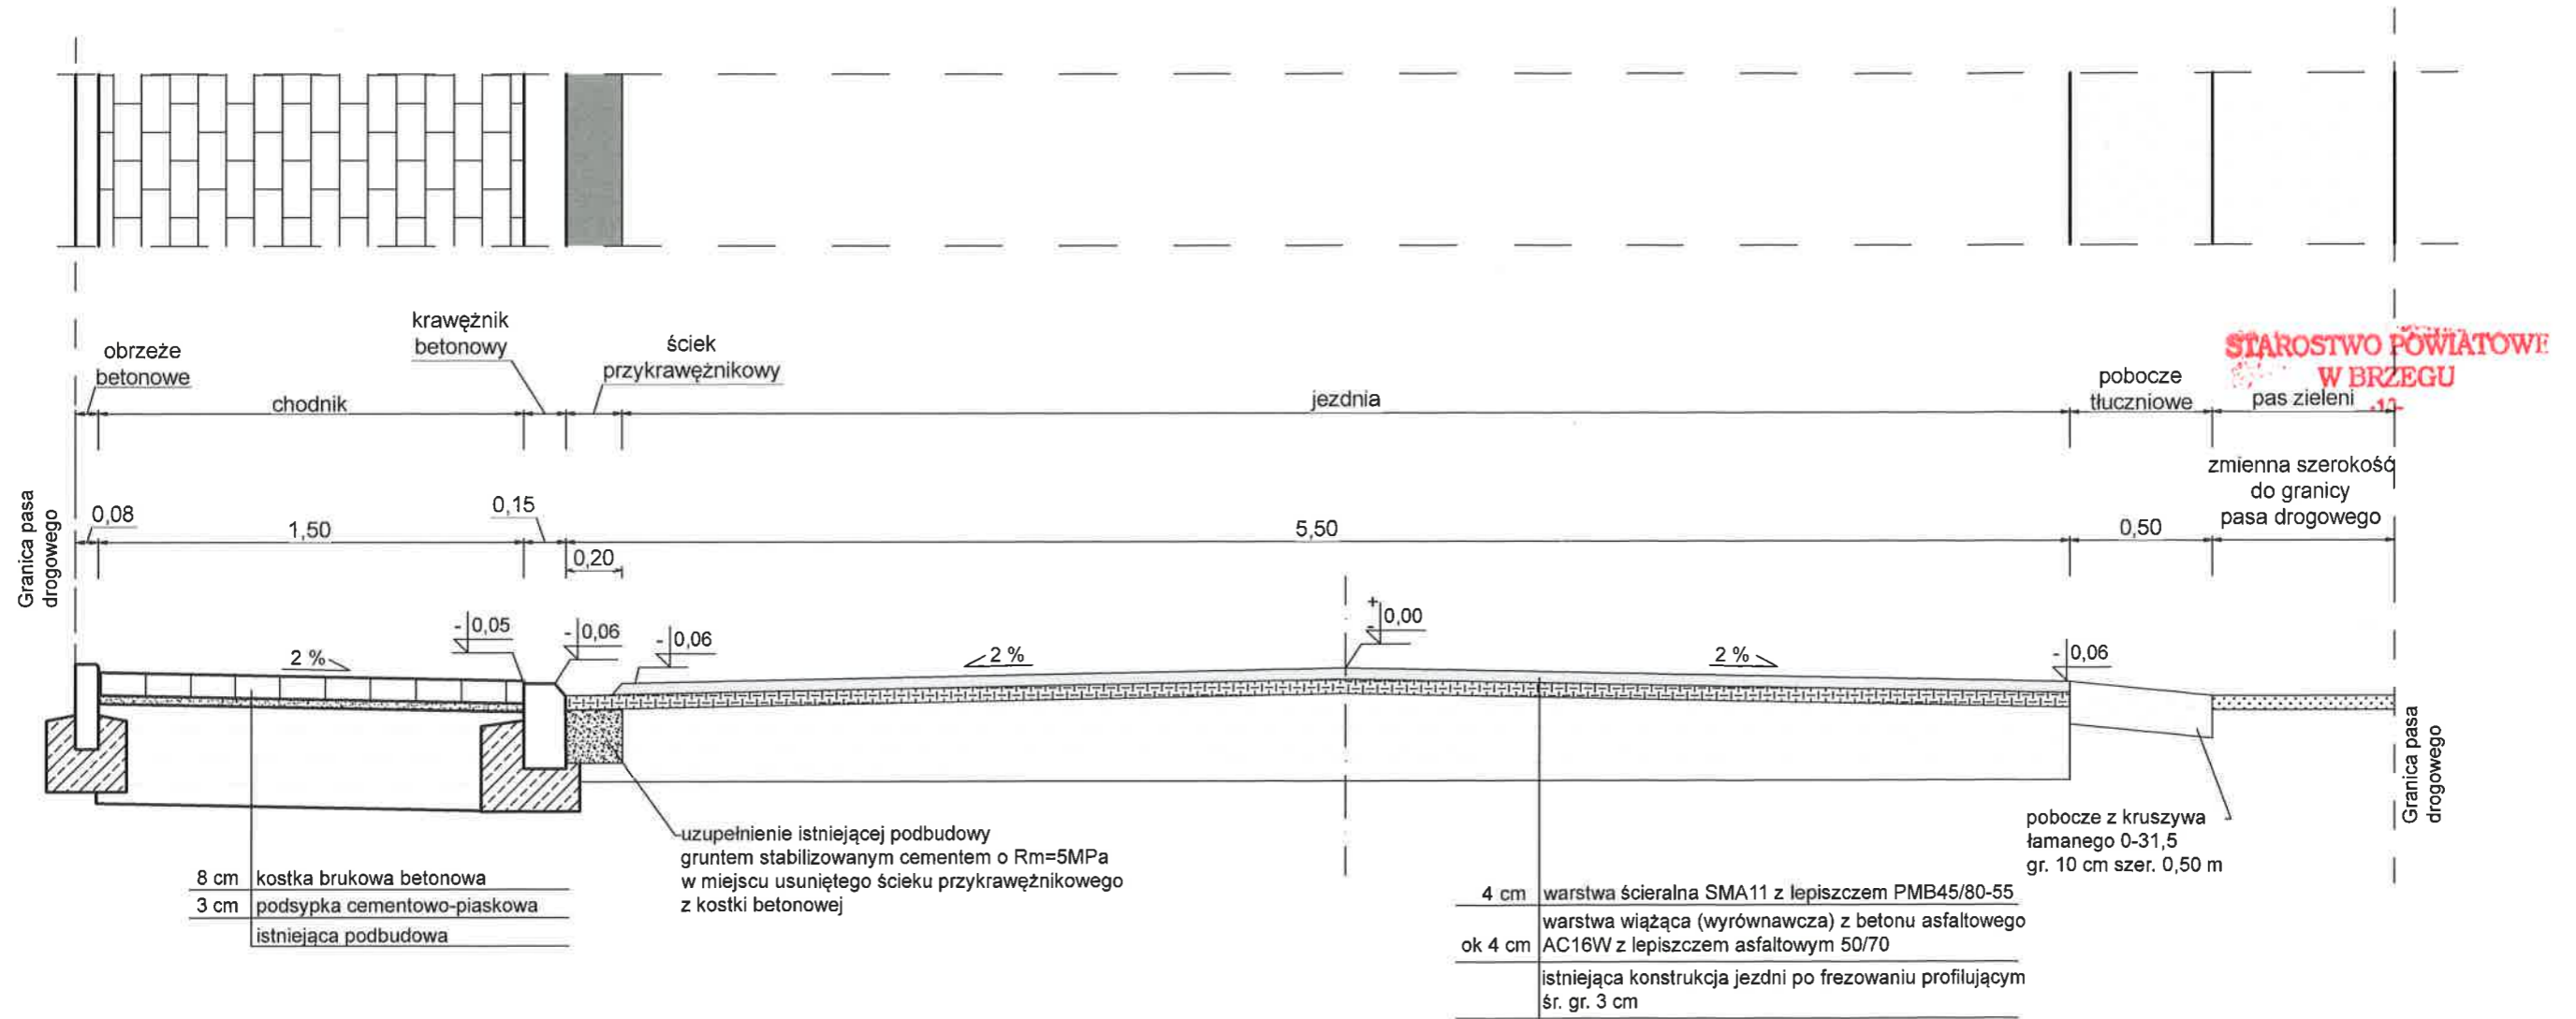 krawężnik
betonowy
obrzeże
betonowe
ściek
przykrawężnikowy
chodnik
jezdnia
pobocze
tłuczniowe
STAROSTWO POWIATOWE
W BRZEGU
pas zieleni
zmienna szerokość
do granicy
pasa drogowego
Granica pasa
drogowego
0,08
1,50
0,15
5,50
0,50
0,20
- 0,05
- 0,06
- 0,06
+
- 0,00
- 0,06
2 %
2 %
2 %
Granica pasa
drogowego
uzupełnienie istniejącej podbudowy
gruntem stabilizowanym cementem o Rm=5MPa
w miejscu usuniętego ścieku przykrawężnikowego
z kostki betonowej
pobocze z kruszywa
łamanego 0-31,5
gr. 10 cm szer. 0,50 m
8 cm kostka brukowa betonowa
3 cm podsypka cementowo-piaskowa
istniejąca podbudowa
4 cm warstwa ścieralna SMA11 z lepiszczem PMB45/80-55
warstwa wiążąca (wyrównawcza) z betonu asfaltowego
ok 4 cm AC16W z lepiszczem asfaltowym 50/70
istniejąca konstrukcja jezdni po frezowaniu profilującym
śr. gr. 3 cm